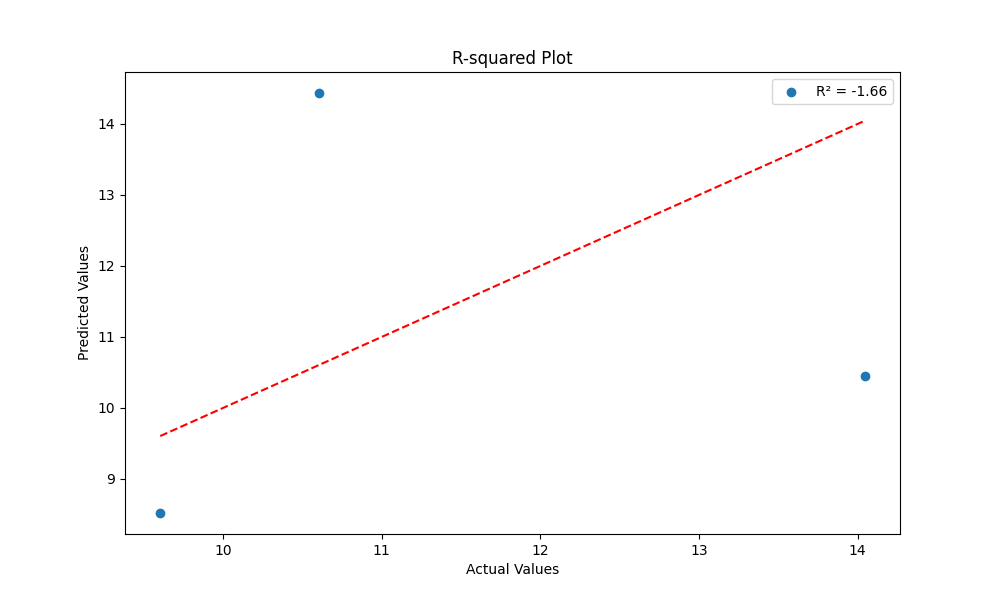 R-squared Plot
R² = -1.66
14
13
12
11
10
9
Predicted Values
10 11 12 13 14
Actual Values